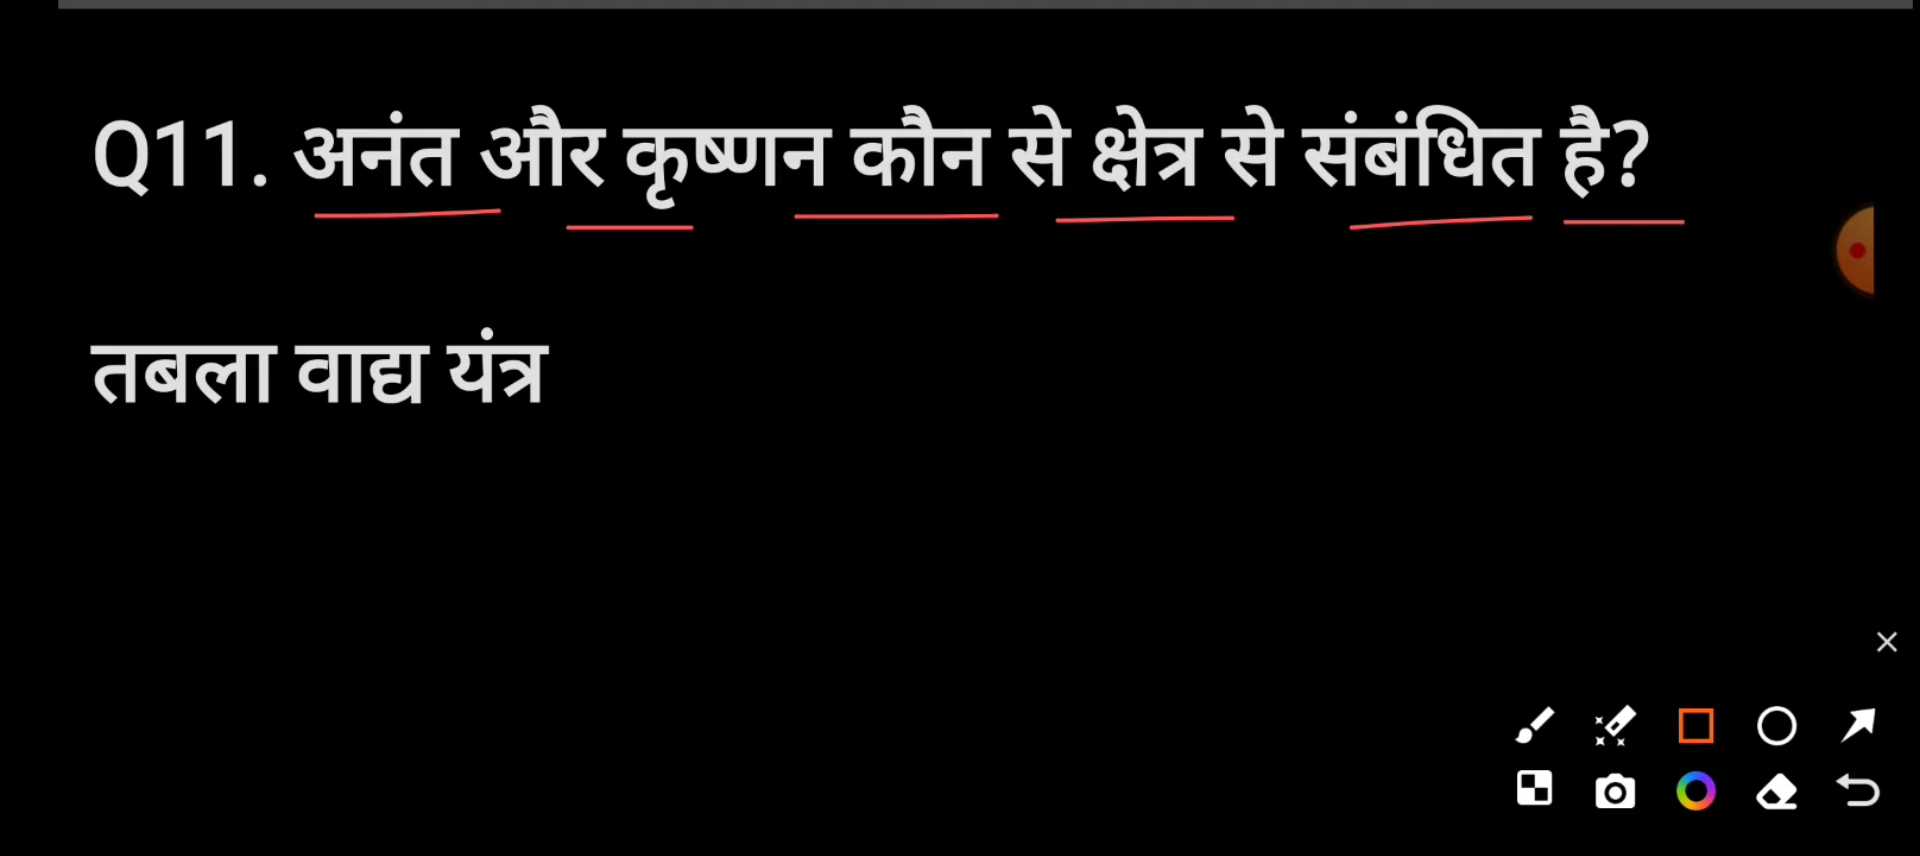 Q11. अनंत और कृष्णन कौन से क्षेत्र से संबंधित है?
तबला वाद्य यंत्र